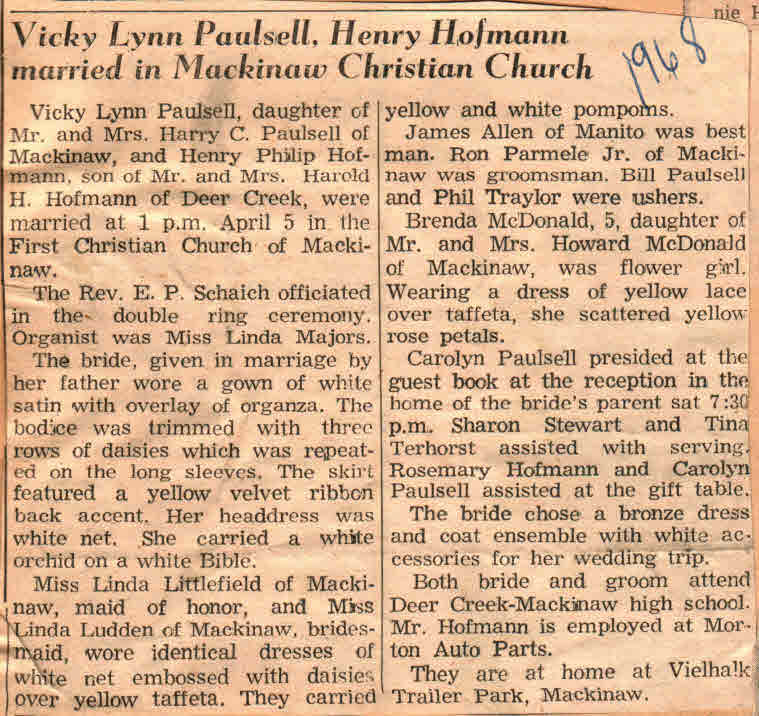 nie
Vicky Lynn Paulsell, Henry Hofmann
married in Mackinaw Christian Church
1968
Vicky Lynn Paulsell, daughter of
Mr. and Mrs. Harry C. Paulsell of
Mackinaw, and Henry Philip Hof-
mann, son of Mr. and Mrs. Harold
H. Hofmann of Deer Creek, were
married at 1 p.m. April 5 in the
First Christian Church of Macki-
naw.
The Rev. E. P. Schaich officiated
in the double ring ceremony.
Organist was Miss Linda Majors.
The bride, given in marriage by
her father wore a gown of white
satin with overlay of organza. The
bodice was trimmed with three
rows of daisies which was repeat-
ed on the long sleeves. The skirt
featured a yellow velvet ribbon
back accent. Her headdress was
white net. She carried a white
orchid on a white Bible.
Miss Linda Littlefield of Macki-
naw, maid of honor, and Miss
Linda Ludden of Mackinaw, brides-
maid, wore identical dresses of
white net embossed with daisies
over yellow taffeta. They carried
yellow and white pompoms.
James Allen of Manito was best
man. Ron Parmele Jr. of Macki-
naw was groomsman. Bill Paulsell
and Phil Traylor were ushers.
Brenda McDonald, 5, daughter of
Mr. and Mrs. Howard McDonald
of Mackinaw, was flower girl.
Wearing a dress of yellow lace
over taffeta, she scattered yellow
rose petals.
Carolyn Paulsell presided at the
guest book at the reception in the
home of the bride's parent sat 7:30
p.m. Sharon Stewart and Tina
Terhorst assisted with serving.
Rosemary Hofmann and Carolyn
Paulsell assisted at the gift table.
The bride chose a bronze dress
and coat ensemble with white ac-
cessories for her wedding trip.
Both bride and groom attend
Deer Creek-Mackinaw high school.
Mr. Hofmann is employed at Mor-
ton Auto Parts.
They are at home at Vielhalk
Trailer Park, Mackinaw.